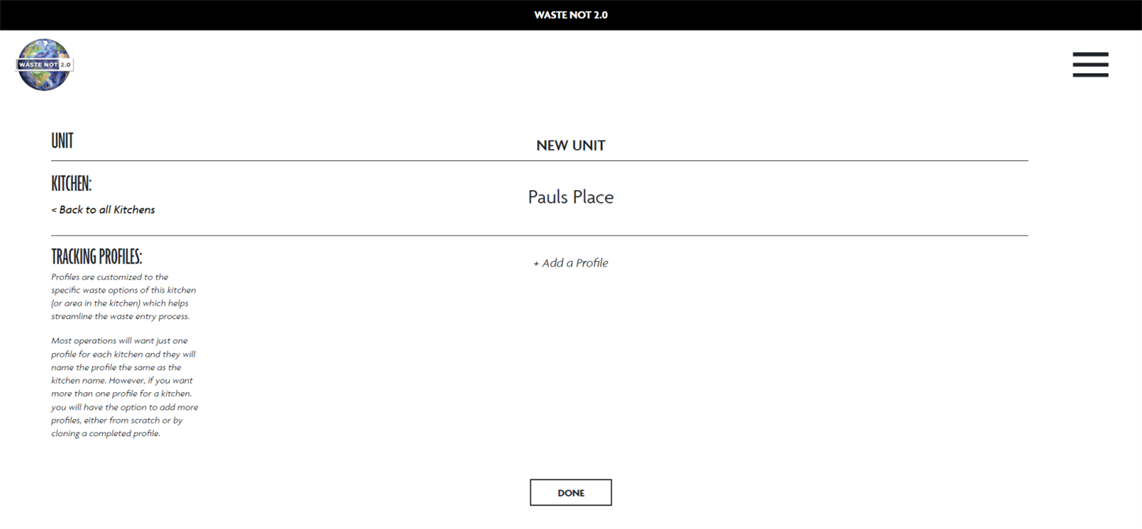 WASTE NOT 2.0
WASTE NOT 2.0
UNIT
NEW UNIT
KITCHEN:
Pauls Place
< Back to all Kitchens
TRACKING PROFILES:
+ Add a Profile
Profiles are customized to the
specific waste options of this kitchen
(or area in the kitchen) which helps
streamline the waste entry process.
Most operations will want just one
profile for each kitchen and they will
name the profile the same as the
kitchen name. However, if you want
more than one profile for a kitchen.
you will have the option to add more
profiles, either from scratch or by
cloning a completed profile.
DONE